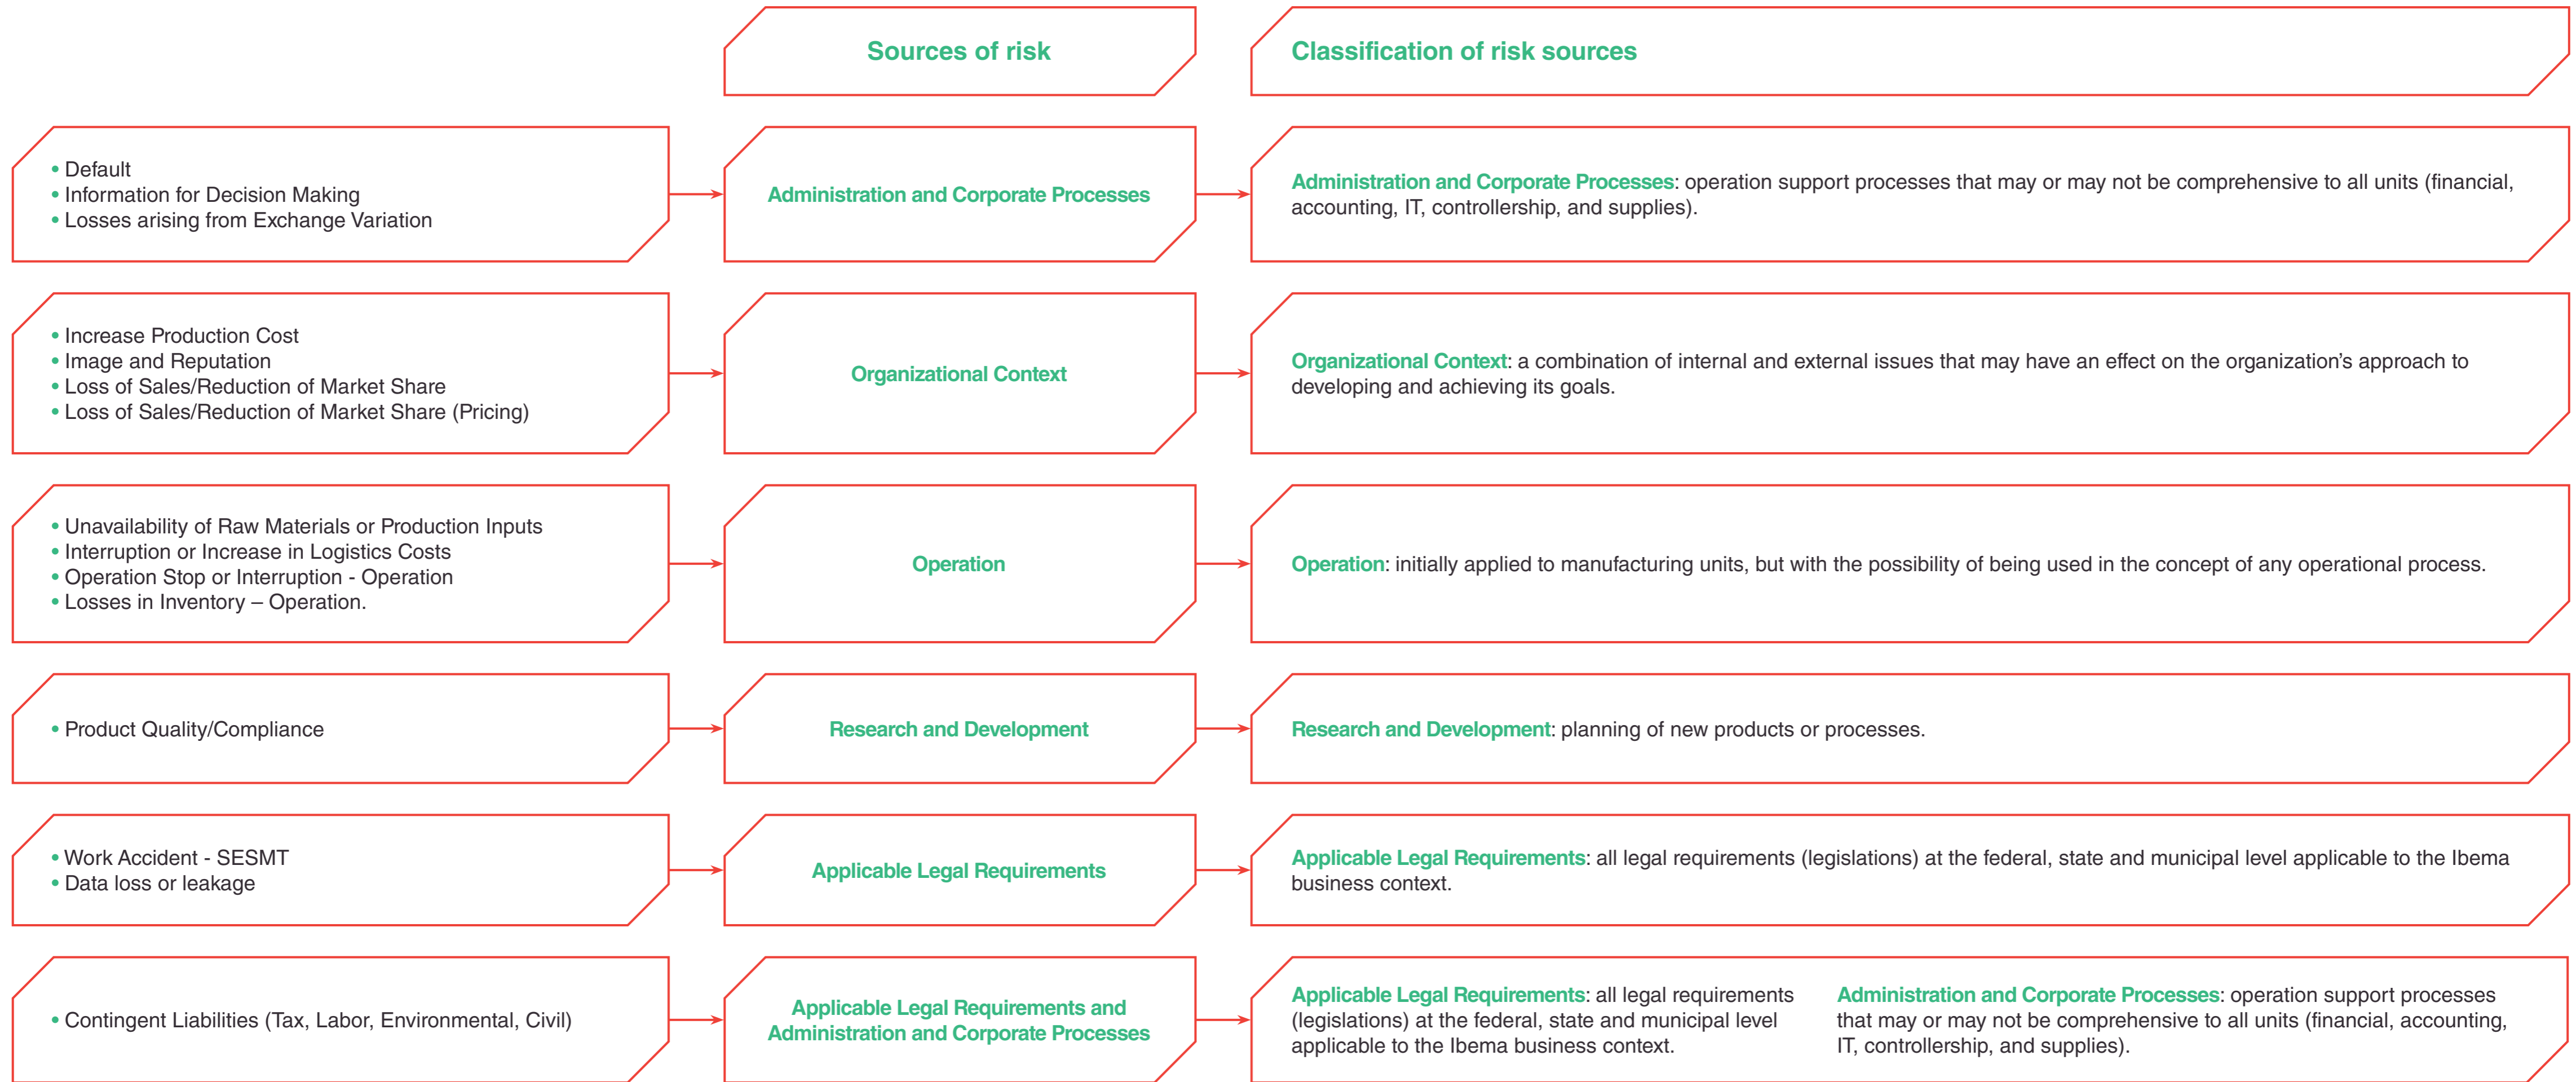 Sources of risk
Classification of risk sources
• Default
• Information for Decision Making
• Losses arising from Exchange Variation
Administration and Corporate Processes
Administration and Corporate Processes: operation support processes that may or may not be comprehensive to all units (financial,
accounting, IT, controllership, and supplies).
• Increase Production Cost
• Image and Reputation
• Loss of Sales/Reduction of Market Share
• Loss of Sales/Reduction of Market Share (Pricing)
Organizational Context
Organizational Context: a combination of internal and external issues that may have an effect on the organization’s approach to
developing and achieving its goals.
• Unavailability of Raw Materials or Production Inputs
• Interruption or Increase in Logistics Costs
• Operation Stop or Interruption - Operation
• Losses in Inventory – Operation.
Operation
Operation: initially applied to manufacturing units, but with the possibility of being used in the concept of any operational process.
• Product Quality/Compliance
Research and Development
Research and Development: planning of new products or processes.
• Work Accident - SESMT
• Data loss or leakage
Applicable Legal Requirements
Applicable Legal Requirements: all legal requirements (legislations) at the federal, state and municipal level applicable to the Ibema
business context.
• Contingent Liabilities (Tax, Labor, Environmental, Civil)
Applicable Legal Requirements and
Administration and Corporate Processes
Applicable Legal Requirements: all legal requirements
(legislations) at the federal, state and municipal level
applicable to the Ibema business context.
Administration and Corporate Processes: operation support processes
that may or may not be comprehensive to all units (financial, accounting,
IT, controllership, and supplies).